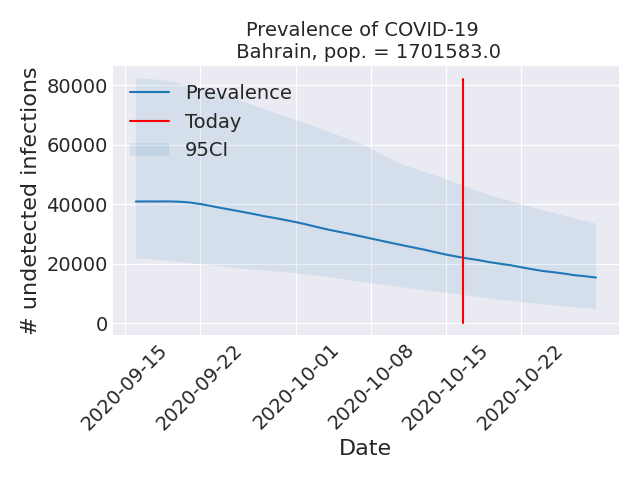 Prevalence of COVID-19
Bahrain, pop. = 1701583.0
# undetected infections
80000
60000
40000
20000
0
Prevalence
Today
95CI
2020-09-15
2020-09-22
2020-10-01
2020-10-08
2020-10-15
2020-10-22
Date